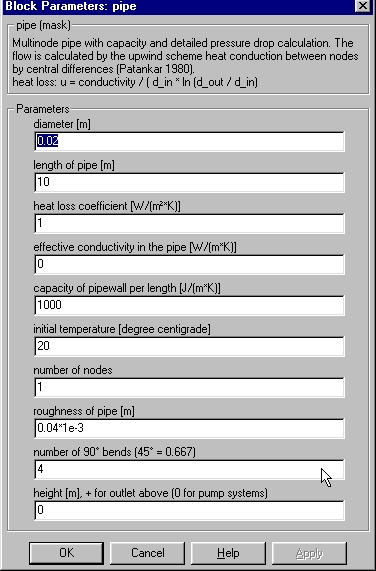 Block Parameters: pipe
pipe (mask)
Multinode pipe with capacity and detailed pressure drop calculation. The
flow is calculated by the upwind scheme heat conduction between nodes
by central differences (Patankar 1980).
heat loss: u = conductivity / ( d_in * ln (d_out / d_in)
Parameters
diameter [m]
0.02
length of pipe [m]
10
heat loss coefficient [W/(m²*K)]
1
effective conductivity in the pipe [W/(m*K)]
0
capacity of pipewall per length [J/(m*K)]
1000
initial temperature [degree centigrade]
20
number of nodes
1
roughness of pipe [m]
0.04*1e-3
number of 90° bends (45° = 0.667)
4
height [m], + for outlet above (0 for pump systems)
0
OK Cancel Help Apply